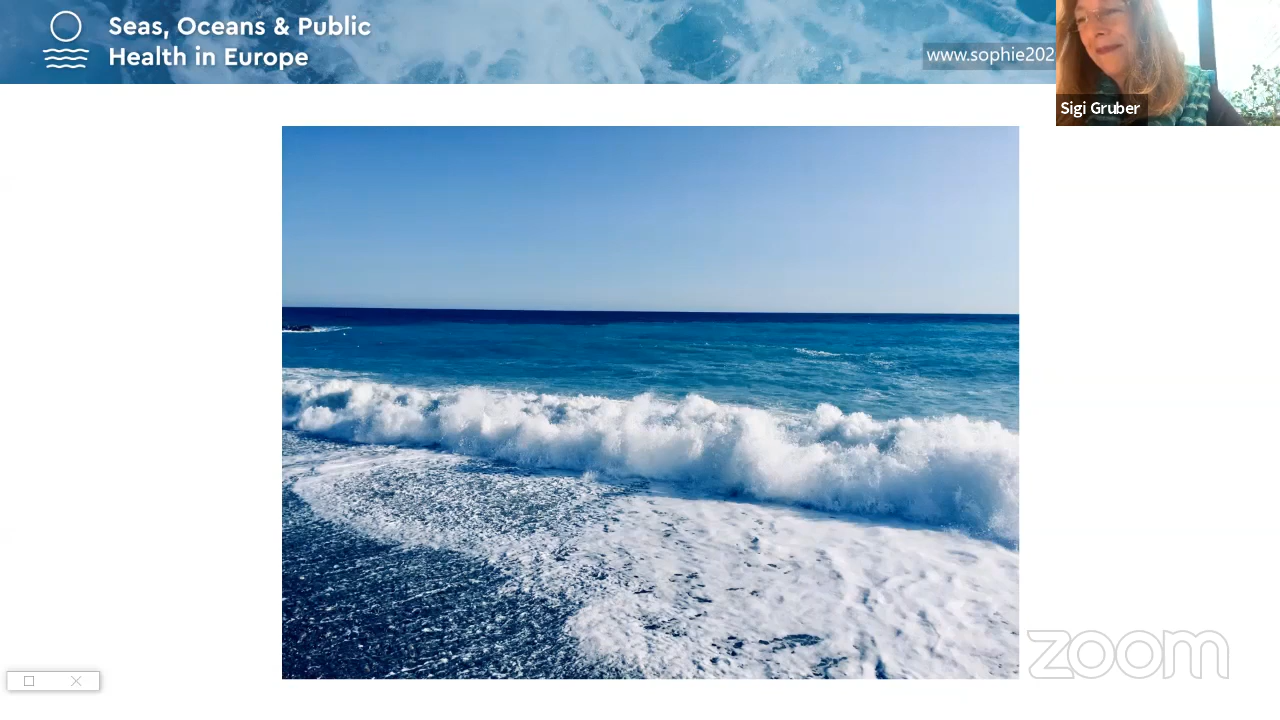 Seas, Oceans & Public
Health in Europe
www.sophie202
Sigi Gruber
zoom